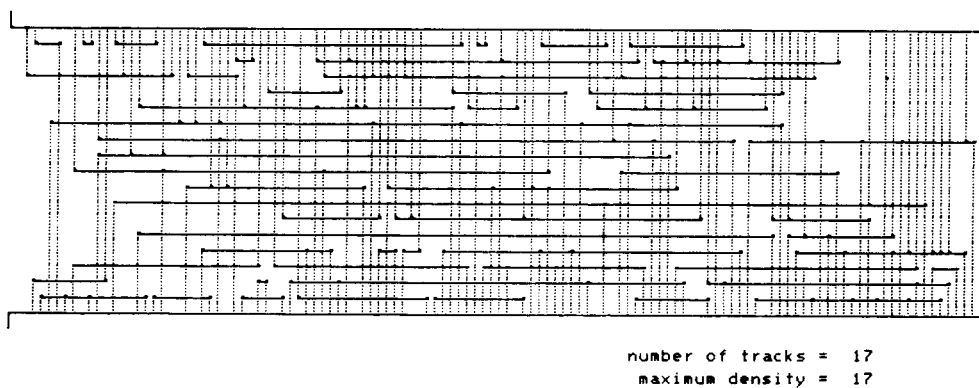 number of tracks = 17
maximum density = 17